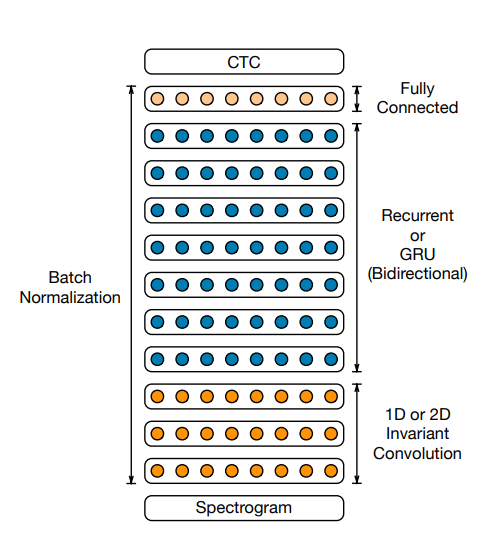 CTC
Fully
Connected
Recurrent
or
GRU
(Bidirectional)
Batch
Normalization
1D or 2D
Invariant
Convolution
Spectrogram